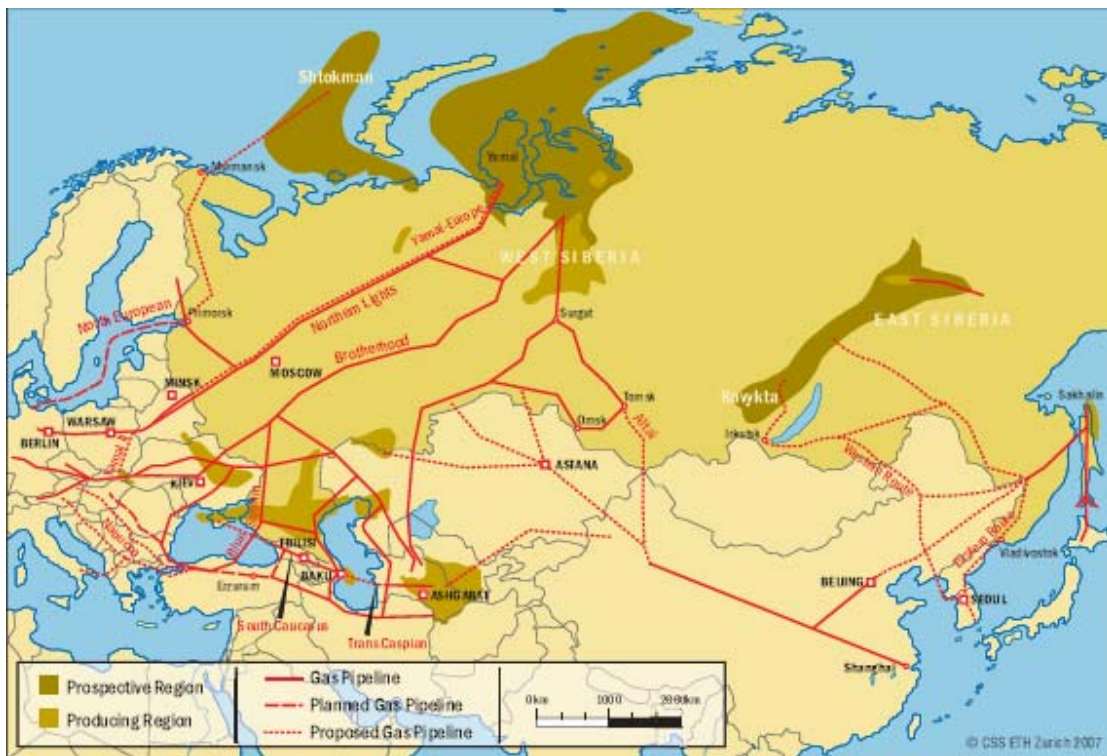 Shtokman
Murmansk
Yamal
Yamal-Europe
WEST SIBERIA
North European
Primorsk
Northern Lights
Brotherhood
EAST SIBERIA
Surgut
MOSCOW
MINSK
Kovykta
Sakhalin
Tomsk
WARSAW
BERLIN
Omsk
Altai
Irkutsk
ASTANA
KIEV
Nabucco
TBILISI
BAKU
Erzurum
ASHGABAT
South Caucasus
Trans Caspian
Vladivostok
BEIJING
SEOUL
Shanghai
Prospective Region
Producing Region
Gas Pipeline
Planned Gas Pipeline
Proposed Gas Pipeline
0km 1000 2000km
© CSS ETH Zurich 2007